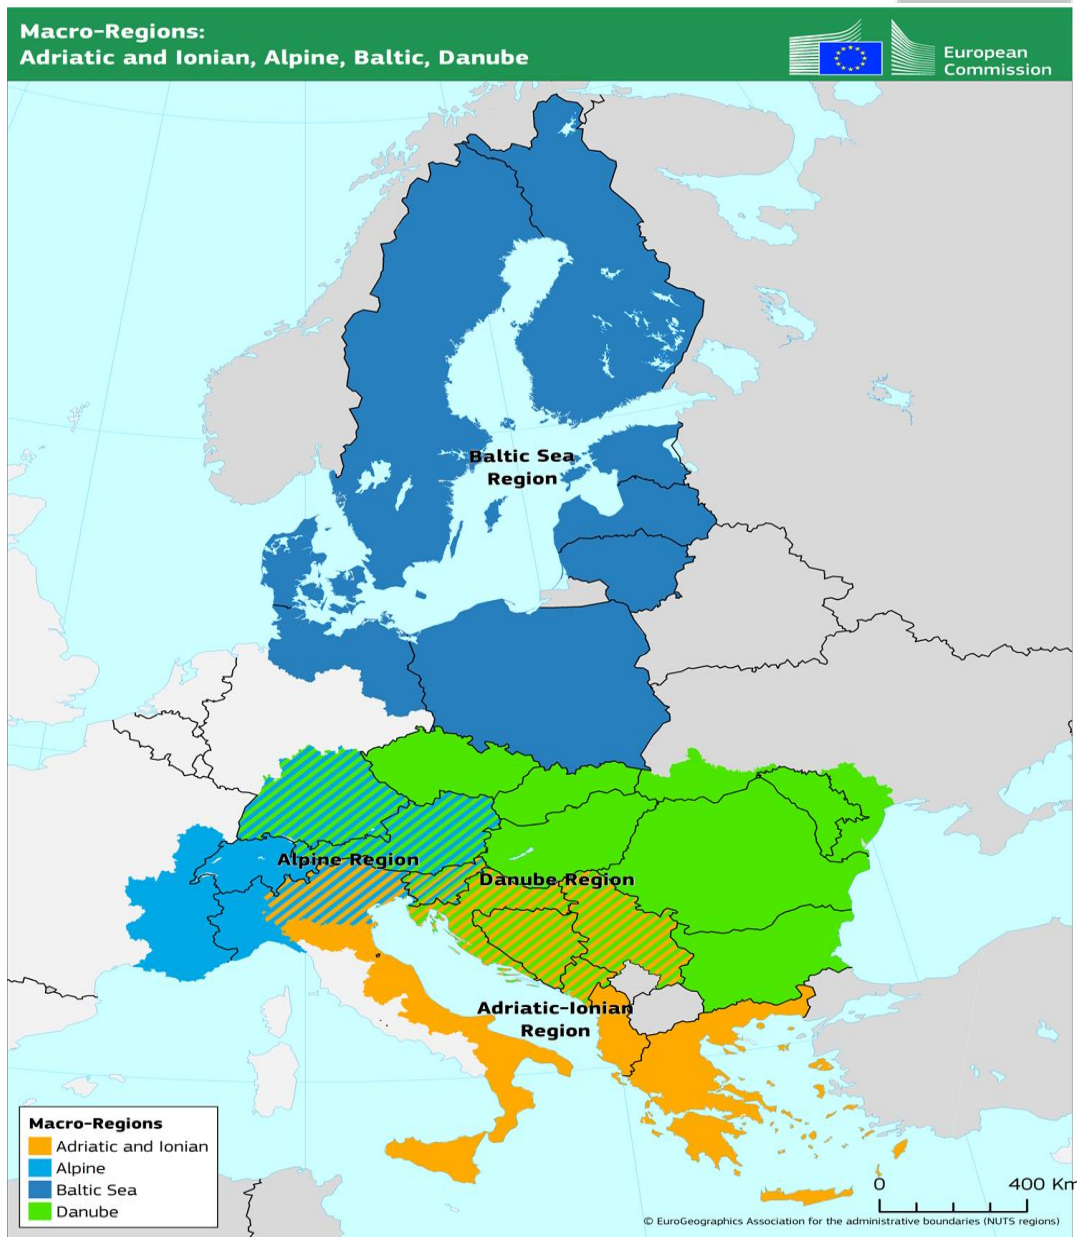 Macro-Regions:
Adriatic and Ionian, Alpine, Baltic, Danube
European
Commission
Baltic Sea
Region
Alpine Region
Danube Region
Adriatic-Ionian
Region
Macro-Regions
Adriatic and Ionian
Alpine
Baltic Sea
Danube
0 400 Km
© EuroGeographics Association for the administrative boundaries (NUTS regions)